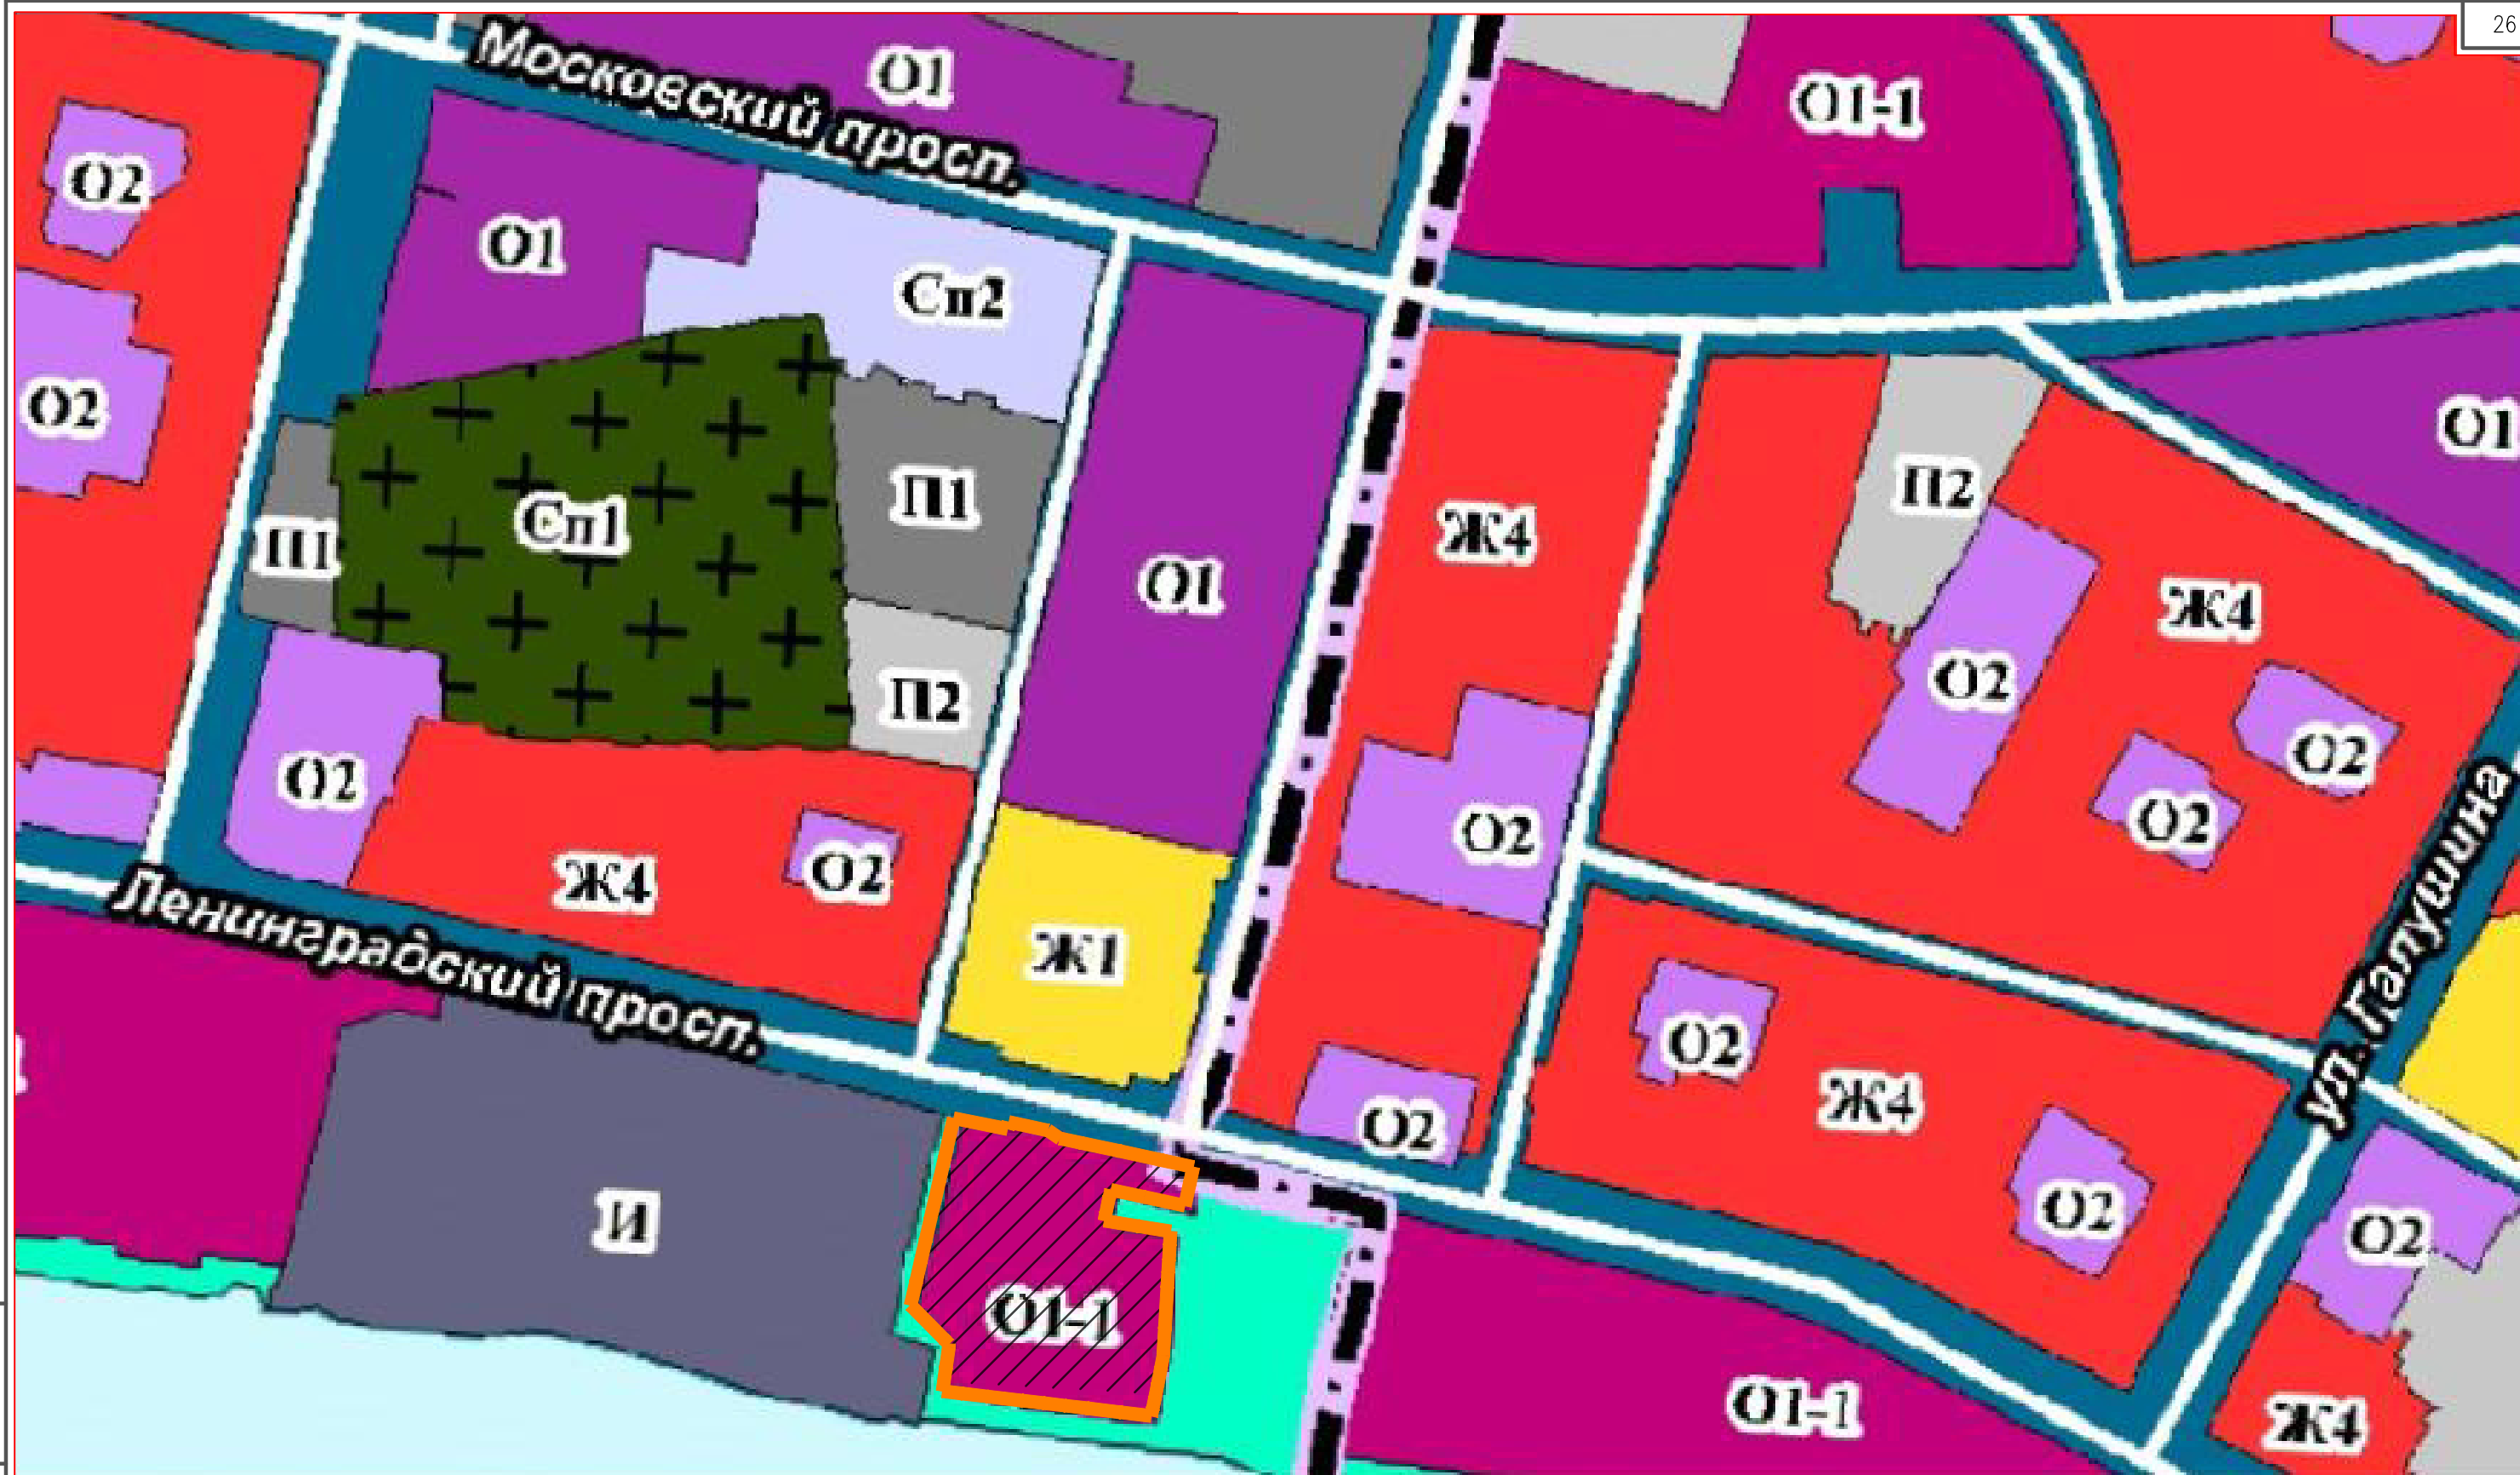 26
Московский просп.
О1
О1-1
О2
О1
Сп2
О2
О1
П2
Ж4
П1
Сп1
П1
О1
Ж4
О2
П2
О2
О2
О2
О2
О2
Ж4
Ж1
ул. Галушина
Ленинградский просп.
О2
Ж4
О2
О2
О2
И
О1-1
О1-1
Ж4